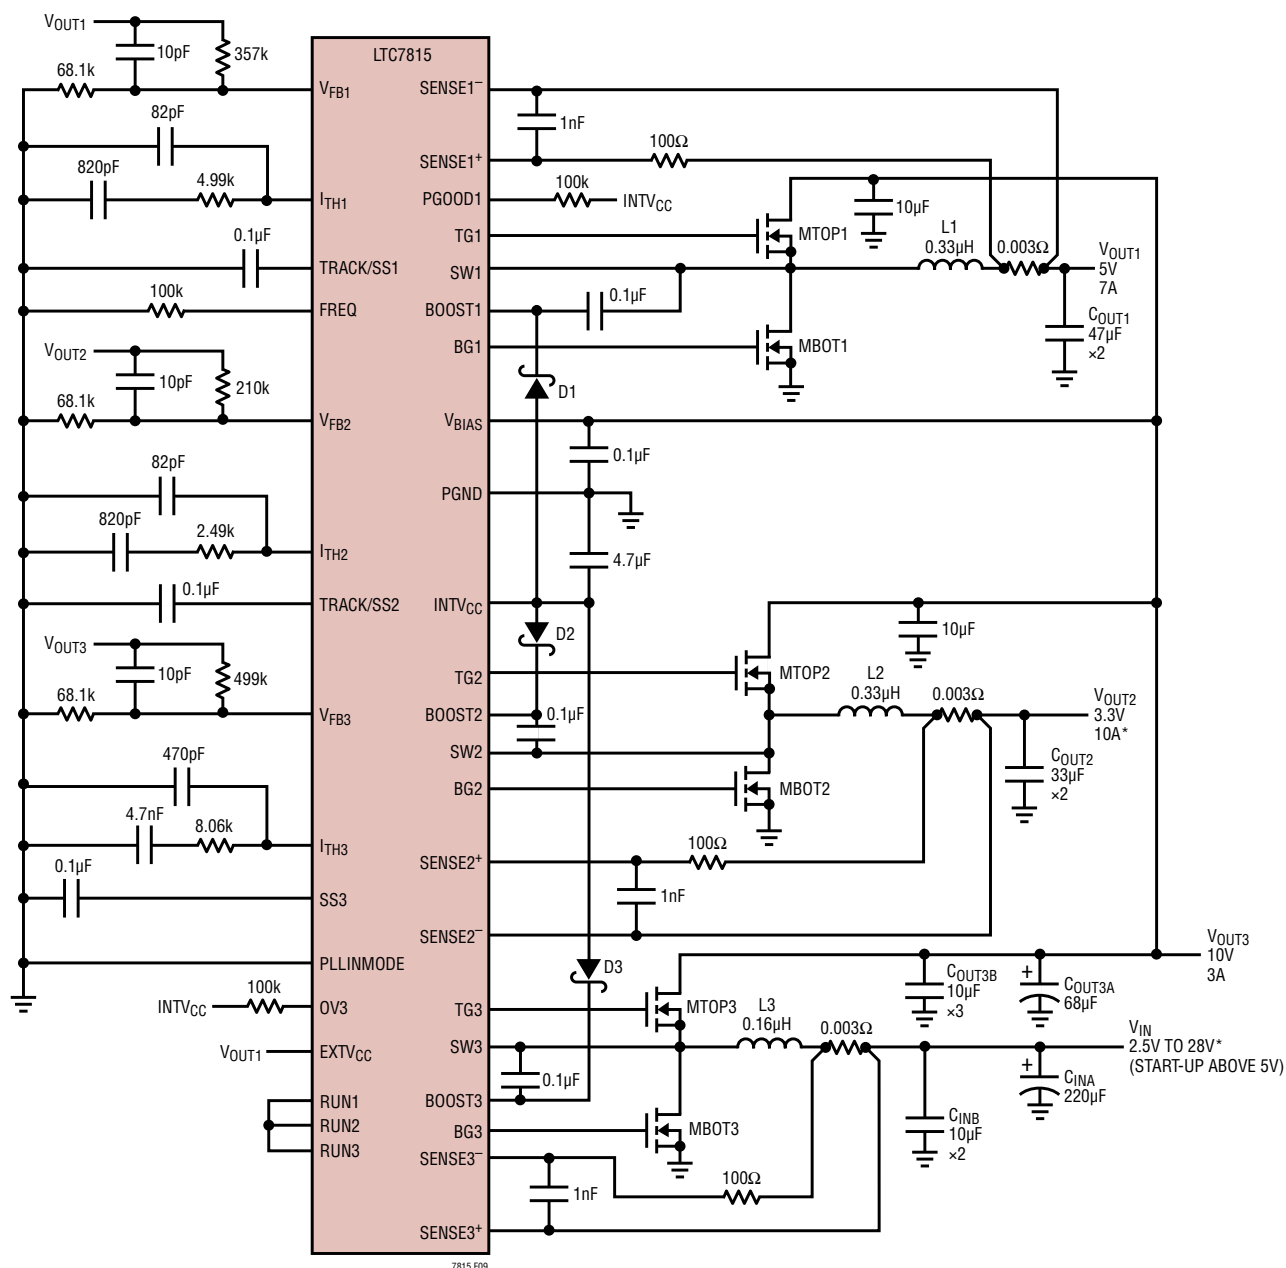 VOUT1
10pF
357k
68.1k
82pF
820pF
4.99k
0.1µF
100k
VOUT2
10pF
210k
68.1k
82pF
820pF
2.49k
0.1µF
VOUT3
10pF
499k
68.1k
470pF
4.7nF
8.06k
0.1µF
INTVCC
100k
VOUT1
LTC7815
VFB1
ITH1
TRACK/SS1
FREQ
VFB2
ITH2
TRACK/SS2
VFB3
ITH3
SS3
PLLINMODE
OV3
EXTVCC
RUN1
RUN2
RUN3
SENSE1–
SENSE1+
PGOOD1
TG1
SW1
BOOST1
BG1
VBIAS
PGND
INTVCC
TG2
BOOST2
SW2
BG2
SENSE2+
SENSE2–
TG3
SW3
BOOST3
BG3
SENSE3–
SENSE3+
1nF
100Ω
100k
INTVCC
MTOP1
10µF
L1
0.33µH
0.003Ω
VOUT1
5V
7A
0.1µF
MBOT1
COUT1
47µF
×2
D1
0.1µF
4.7µF
D2
10µF
MTOP2
L2
0.33µH
0.003Ω
VOUT2
3.3V
10A*
0.1µF
MBOT2
COUT2
33µF
×2
100Ω
1nF
D3
VOUT3
10V
3A
MTOP3
COUT3B
10µF
×3
+
COUT3A
68µF
L3
0.16µH
0.003Ω
VIN
2.5V TO 28V*
(START-UP ABOVE 5V)
0.1µF
MBOT3
+
CINA
220µF
CINB
10µF
×2
100Ω
1nF
7815 F09